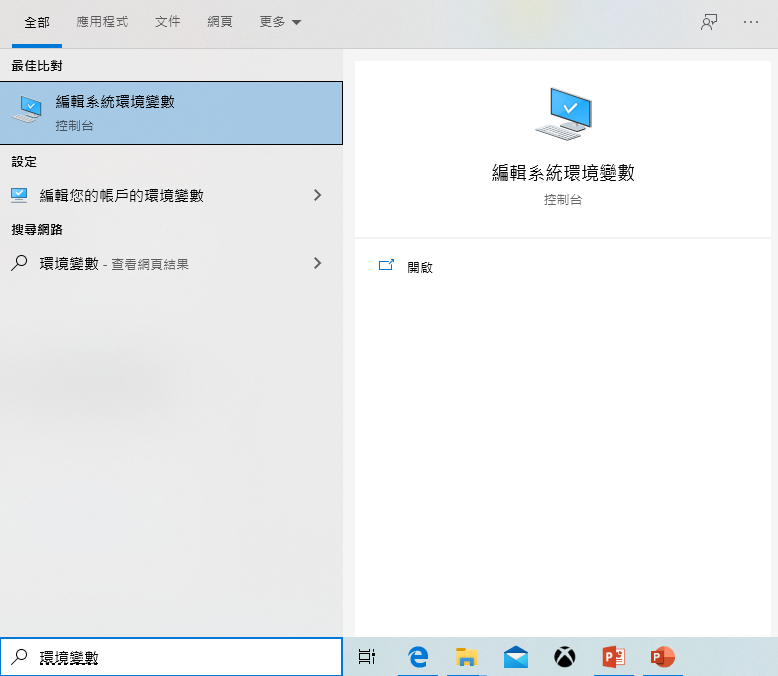 全部 應用程式 文件 網頁 更多
最佳比對
編輯系統環境變數
控制台
設定
編輯您的帳戶的環境變數
搜尋網路
環境變數 - 查看網頁結果
編輯系統環境變數
控制台
開啟
環境變數